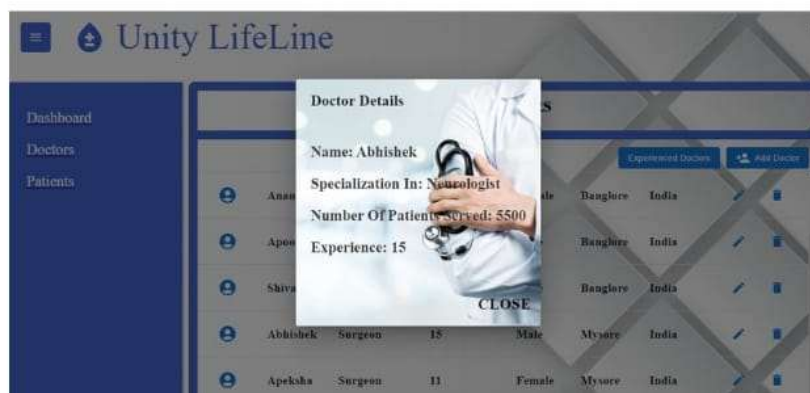 Unity LifeLine
Dashboard
Doctors
Patients
Doctor Details
Name: Abhishek
Specialization In: Neurologist
Number Of Patients Served: 5500
Experience: 15
CLOSE
Experienced Doctors Add Doctor
Banglore India
Banglore India
Banglore India
Abhishek Surgeon 15 Male Mysore India
Apeksha Surgeon 11 Female Mysore India